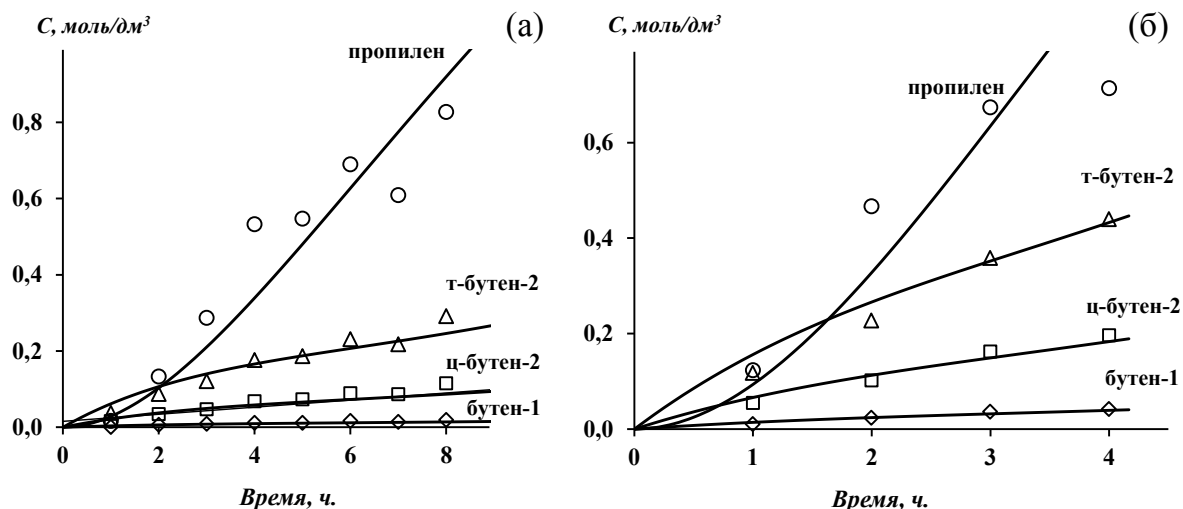 С, моль/дм³
(а)
пропилен
0,8
0,6
0,4
т-бутен-2
0,2
ц-бутен-2
бутен-1
0,0
0 2 4 6 8
Время, ч.
С, моль/дм³
(б)
пропилен
0,6
т-бутен-2
0,4
ц-бутен-2
0,2
бутен-1
0,0
0 1 2 3 4
Время, ч.